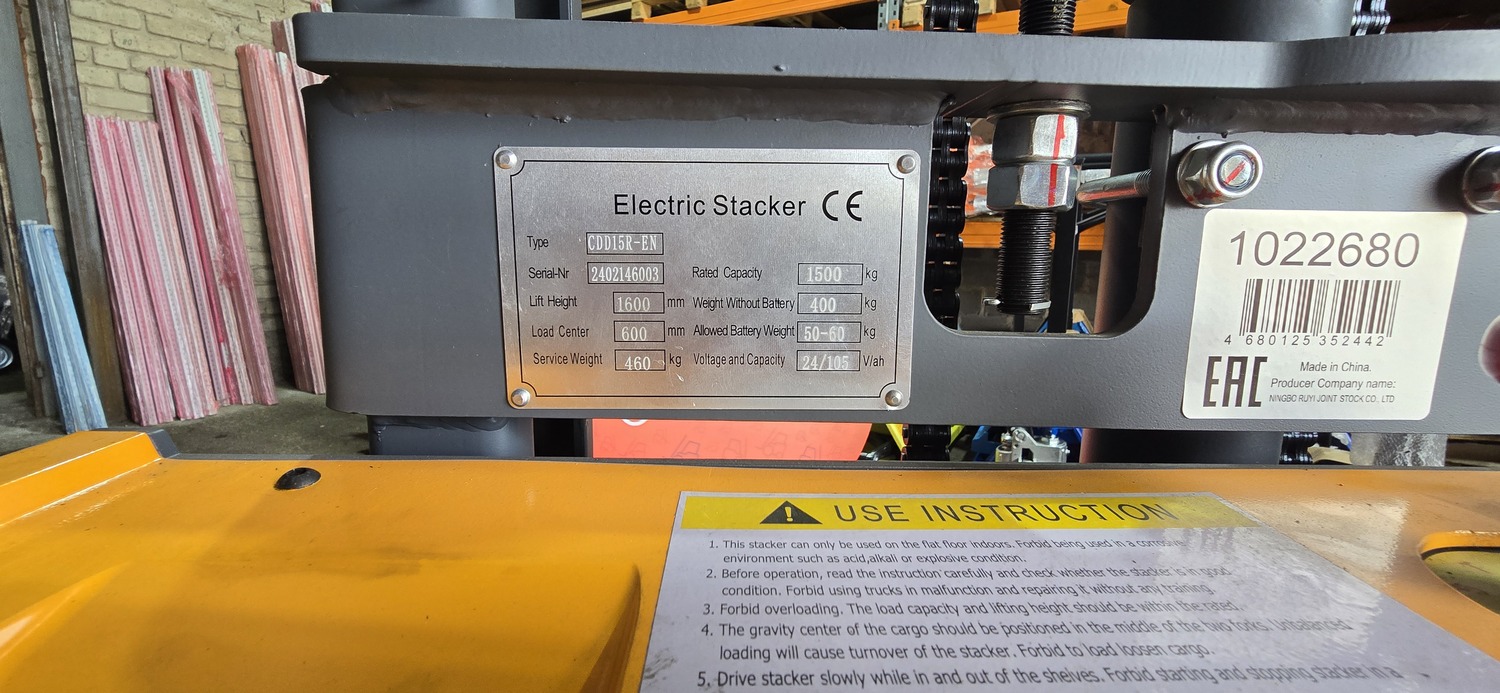 Electric Stacker CE
Type CDD15R-EN
Serial-Nr 2402146003 Rated Capacity 1500 kg
Lift Height 1600 mm Weight Without Battery 400 kg
Load Center 600 mm Allowed Battery Weight 50-60 kg
Service Weight 460 kg Voltage and Capacity 24/105 V/ah
1022680
4 680125 352442
EAC
Made in China.
Producer Company name:
NINGBO RUYI JOINT STOCK CO., LTD
USE INSTRUCTION
1. This stacker can only be used on the flat floor indoors. Forbid being used in a corrosive
environment such as acid,alkali or explosive condition.
2. Before operation, read the instruction carefully and check whether the stacker is in good
condition. Forbid using trucks in malfunction and repairing it without any training.
3. Forbid overloading. The load capacity and lifting height should be within the rated.
4. The gravity center of the cargo should be positioned in the middle of the two forks. Unbalanced
loading will cause turnover of the stacker. Forbid to load loosen cargo.
5. Drive stacker slowly while in and out of the shelves. Forbid starting and stopping stacker in a